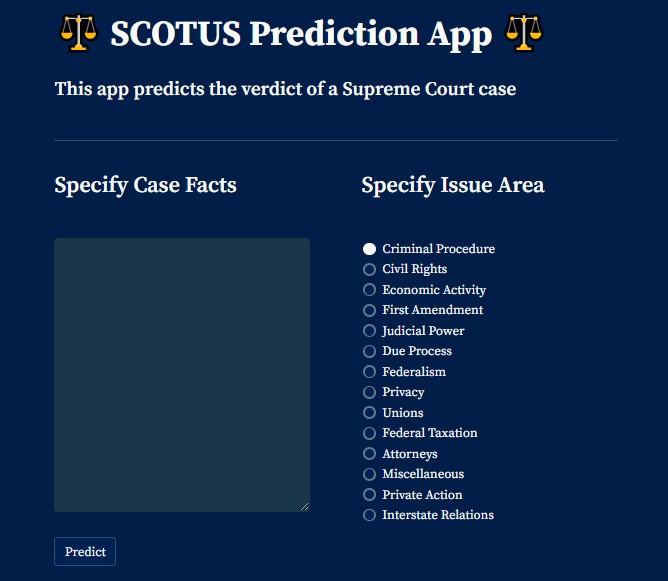 SCOTUS Prediction App
This app predicts the verdict of a Supreme Court case
Specify Case Facts
Specify Issue Area
Criminal Procedure
Civil Rights
Economic Activity
First Amendment
Judicial Power
Due Process
Federalism
Privacy
Unions
Federal Taxation
Attorneys
Miscellaneous
Private Action
Interstate Relations
Predict